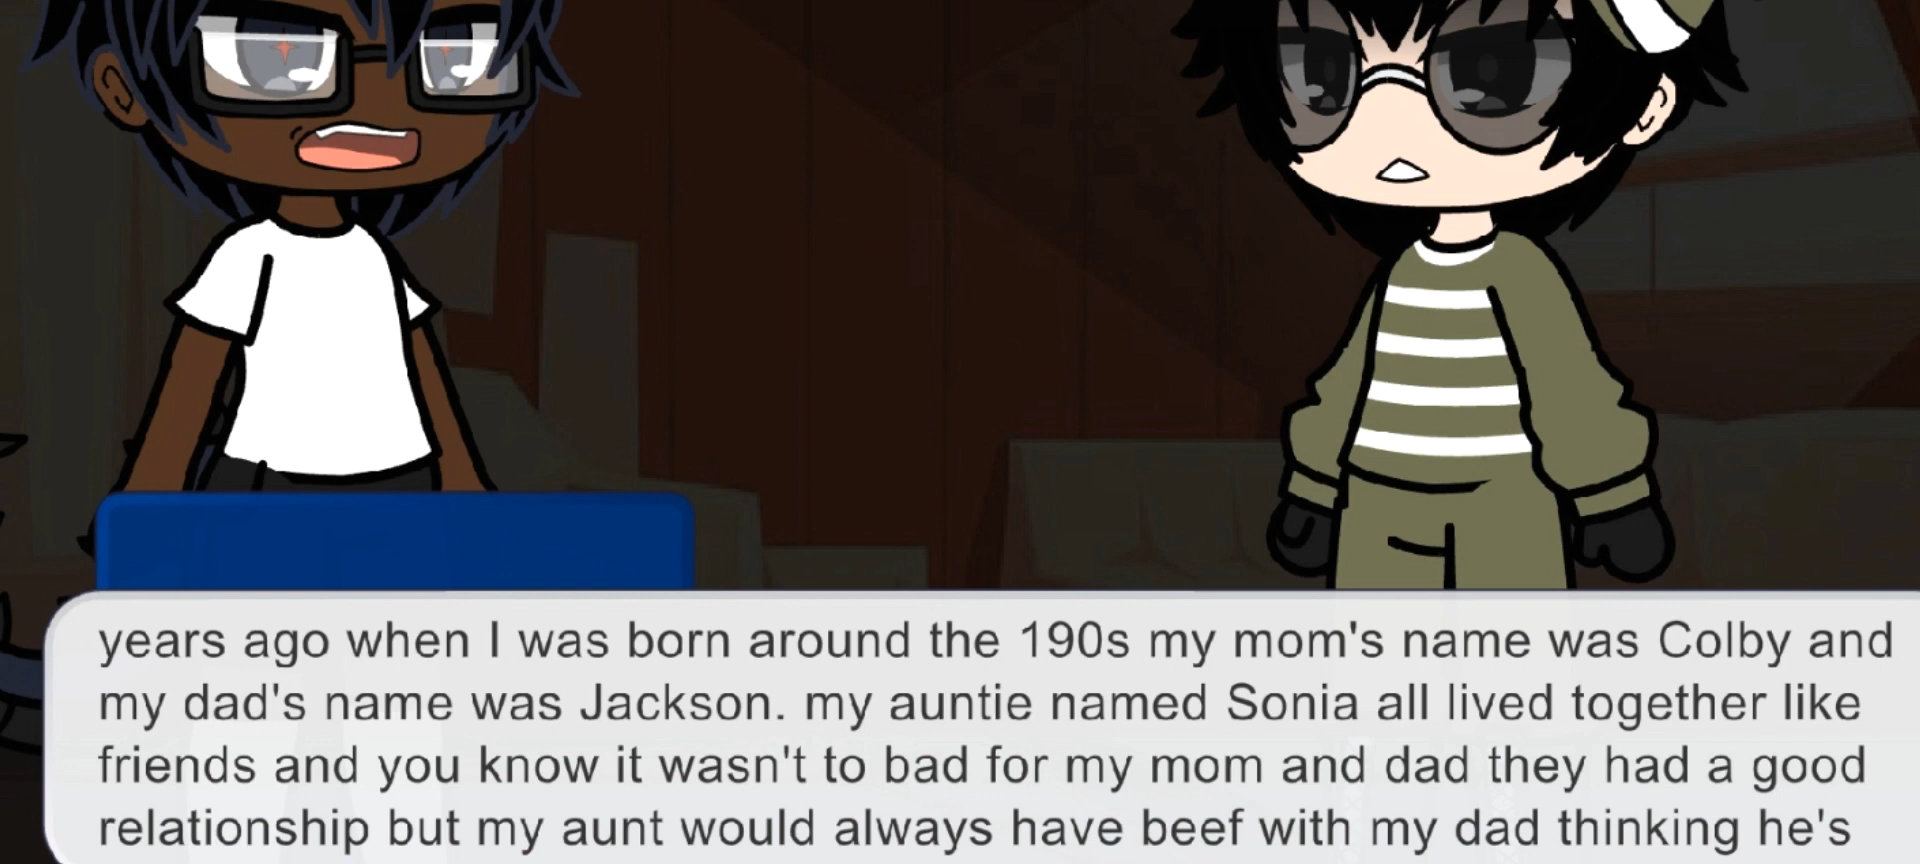 years ago when I was born around the 190s my mom's name was Colby and
my dad's name was Jackson. my auntie named Sonia all lived together like
friends and you know it wasn't to bad for my mom and dad they had a good
relationship but my aunt would always have beef with my dad thinking he's